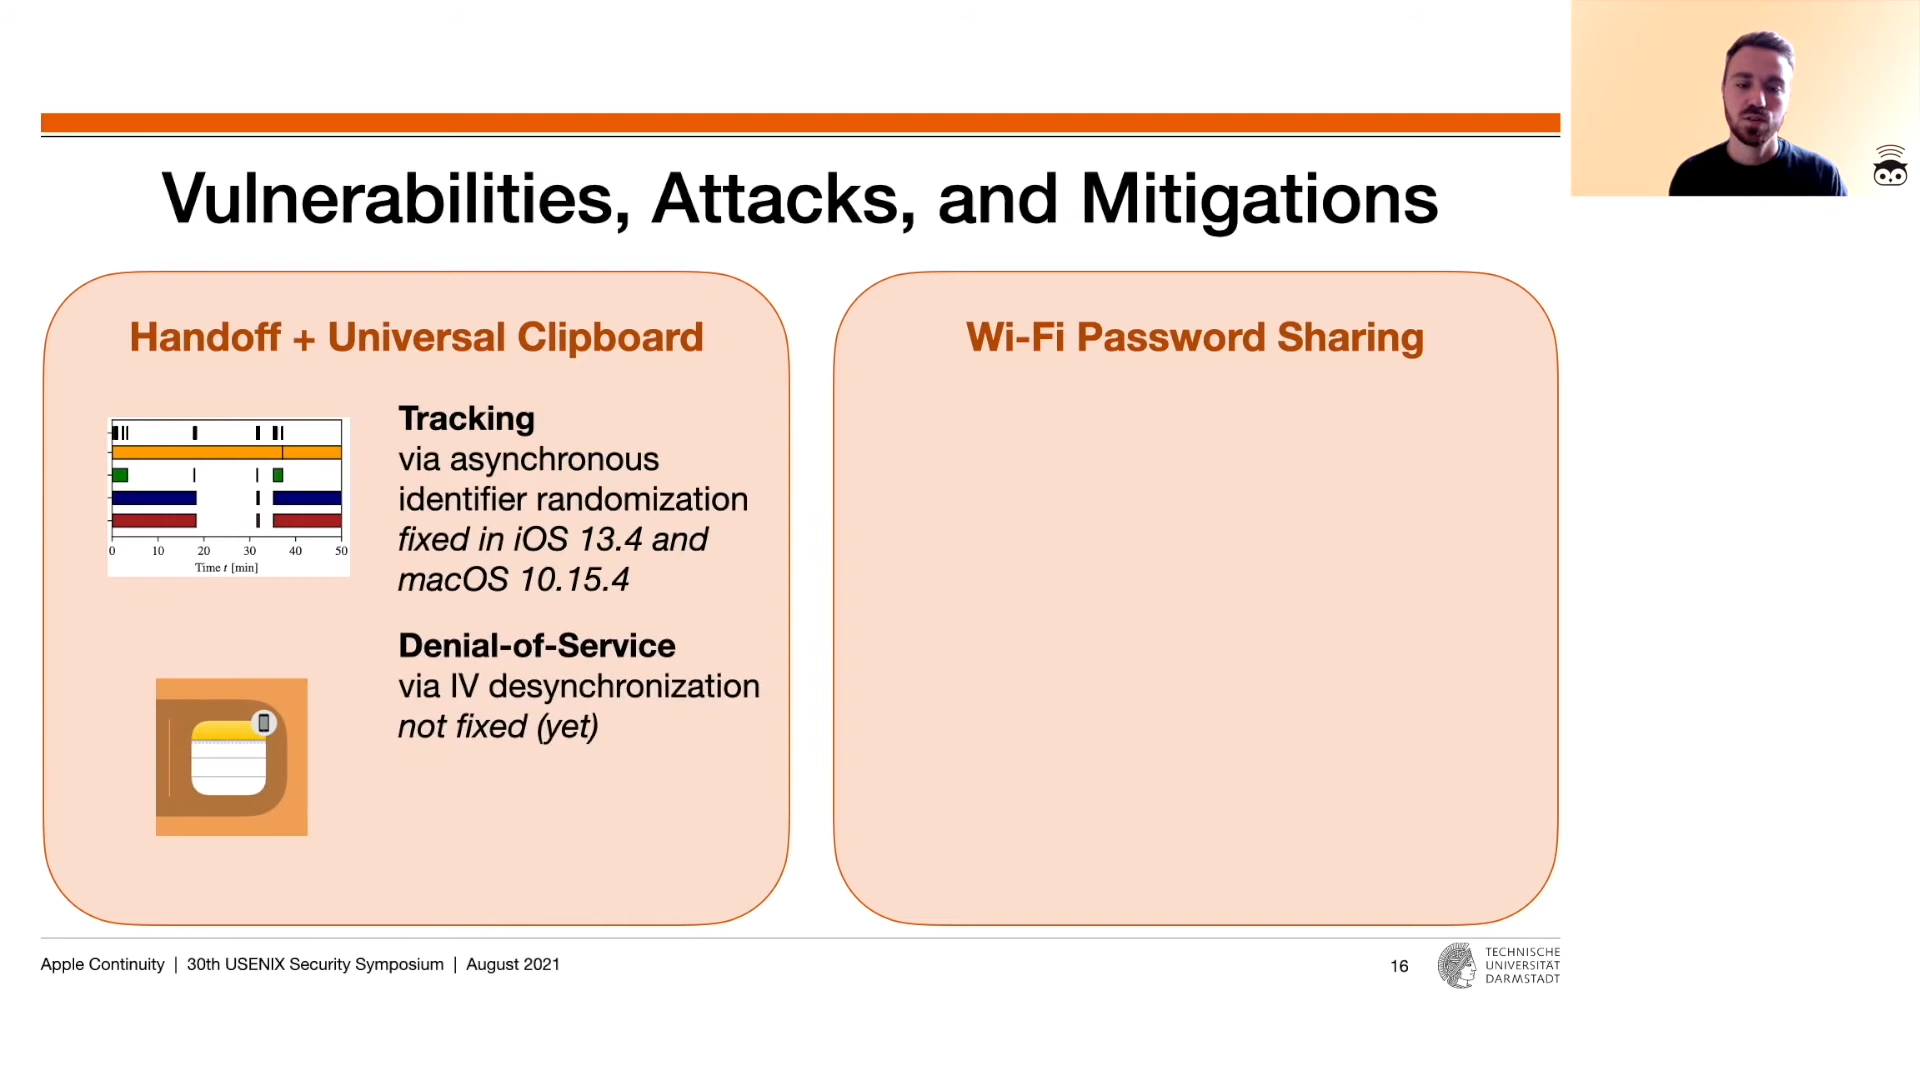 Vulnerabilities, Attacks, and Mitigations
Handoff + Universal Clipboard
Tracking
via asynchronous
identifier randomization
fixed in iOS 13.4 and
macOS 10.15.4
0 10 20 30 40 50
Time t [min]
Denial-of-Service
via IV desynchronization
not fixed (yet)
Wi-Fi Password Sharing
Apple Continuity | 30th USENIX Security Symposium | August 2021
16
TECHNISCHE
UNIVERSITÄT
DARMSTADT